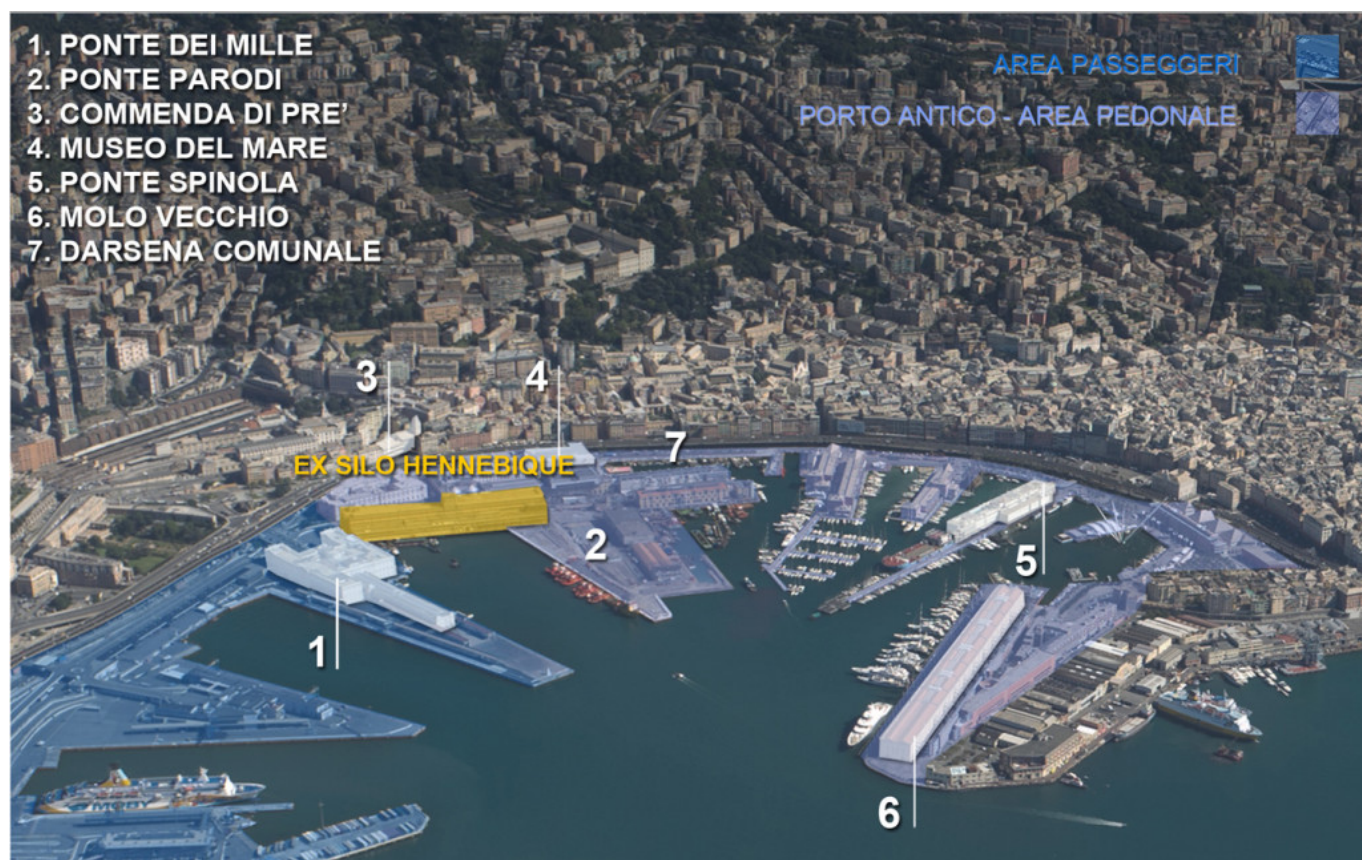 1. PONTE DEI MILLE
2. PONTE PARODI
3. COMMENDA DI PRE'
4. MUSEO DEL MARE
5. PONTE SPINOLA
6. MOLO VECCHIO
7. DARSENA COMUNALE
AREA PASSEGGERI
PORTO ANTICO - AREA PEDONALE
3
4
7
EX SILO HENNEBIQUE
2
5
1
6
MOBY